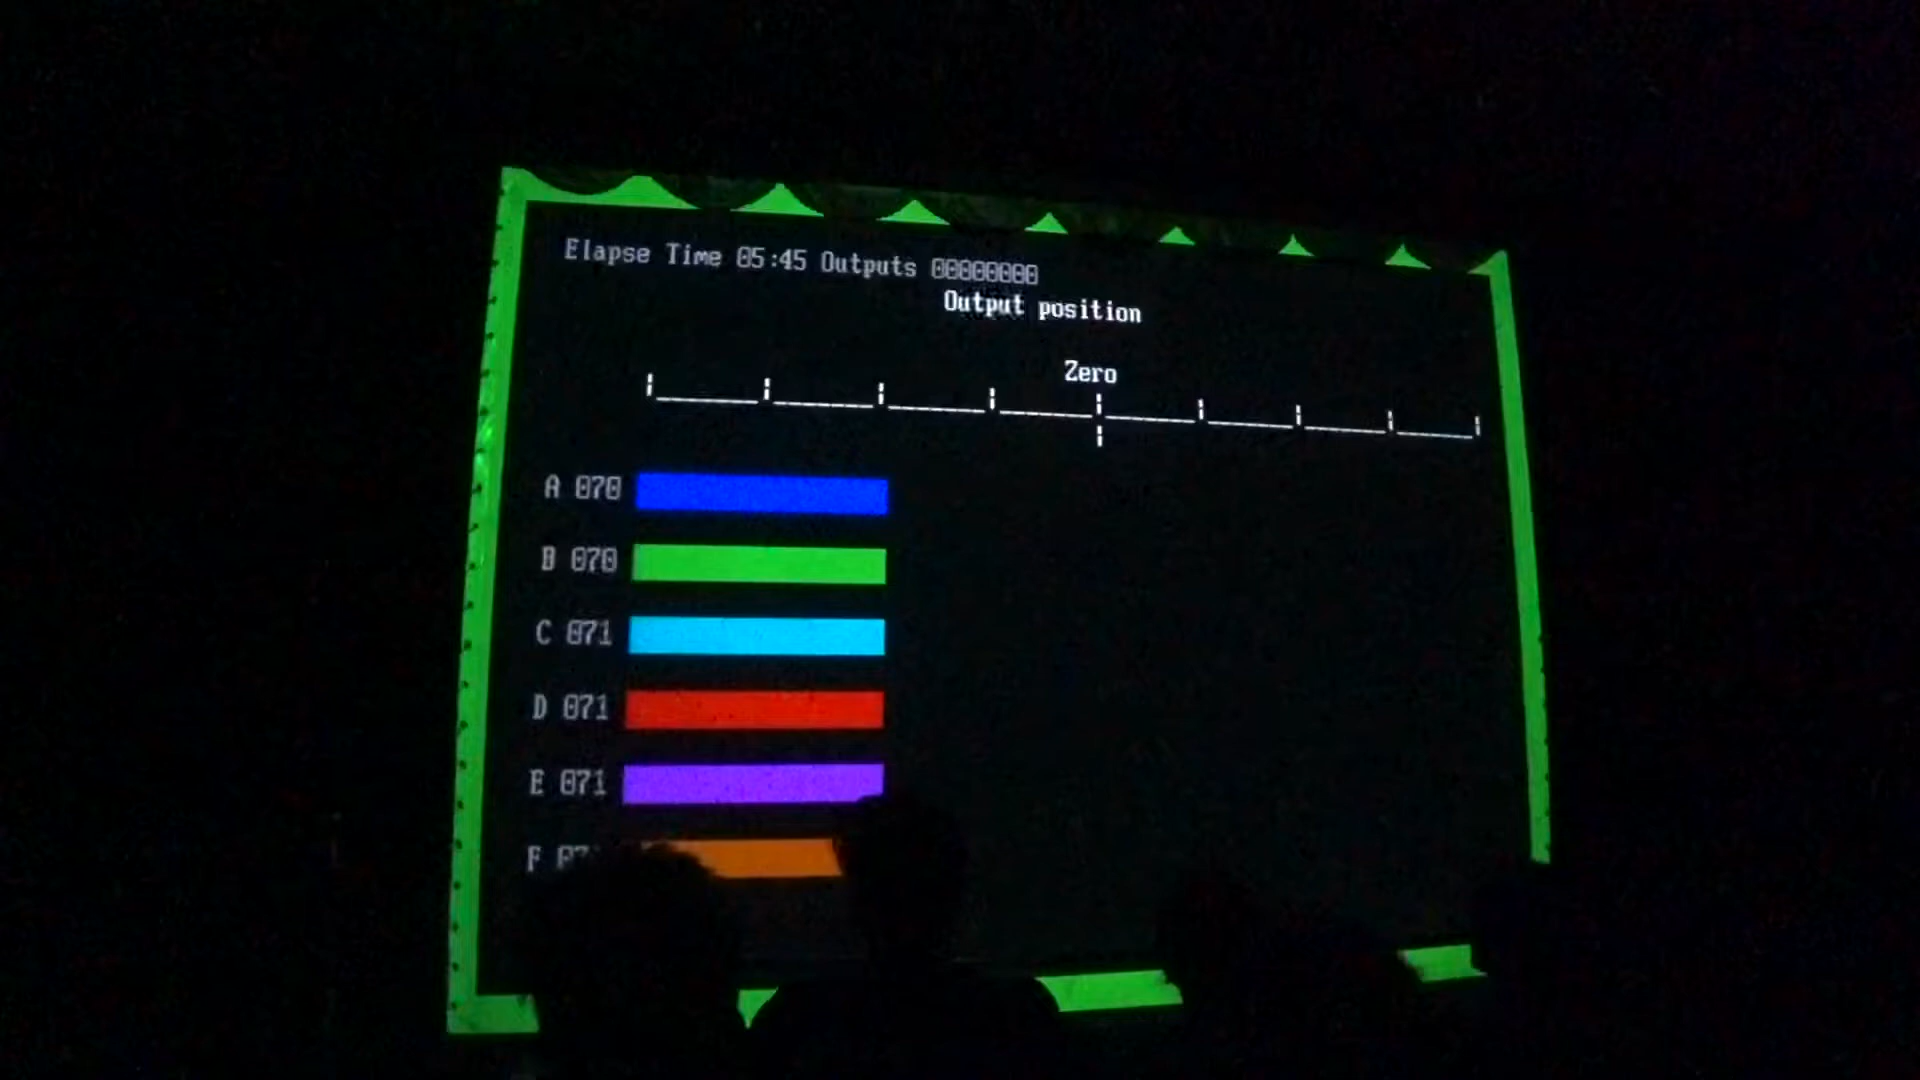 Elapse Time 05:45 Outputs 00000000
Output position
Zero
A 070
B 070
C 071
D 071
E 071
F